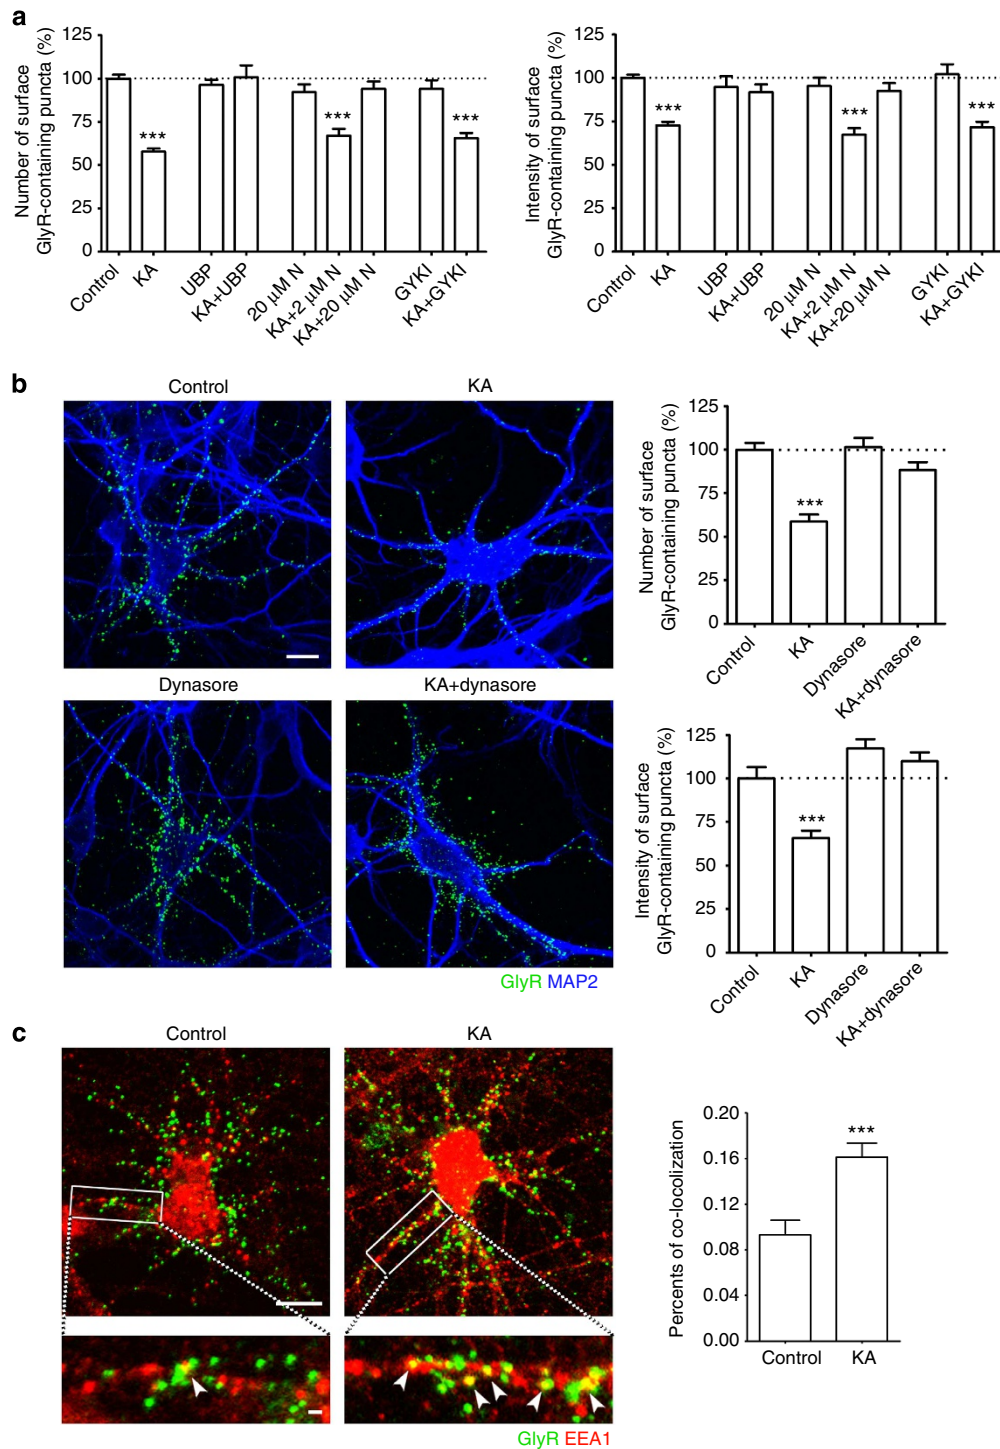 a
Number of surface
GlyR-containing puncta (%)
125
100
75
50
25
0
***
***
***
Control
KA
UBP
KA+UBP
20 µM N
KA+2 µM N
KA+20 µM N
GYKI
KA+GYKI
Intensity of surface
GlyR-containing puncta (%)
125
100
75
50
25
0
***
***
***
Control
KA
UBP
KA+UBP
20 µM N
KA+2 µM N
KA+20 µM N
GYKI
KA+GYKI
b
Control
KA
Dynasore
KA+dynasore
GlyR MAP2
Number of surface
GlyR-containing puncta (%)
125
100
75
50
25
0
***
Control
KA
Dynasore
KA+dynasore
Intensity of surface
GlyR-containing puncta (%)
125
100
75
50
25
0
***
Control
KA
Dynasore
KA+dynasore
c
Control
KA
GlyR EEA1
Percents of co-locolization
0.20
0.16
0.12
0.08
0.04
0.00
***
Control
KA